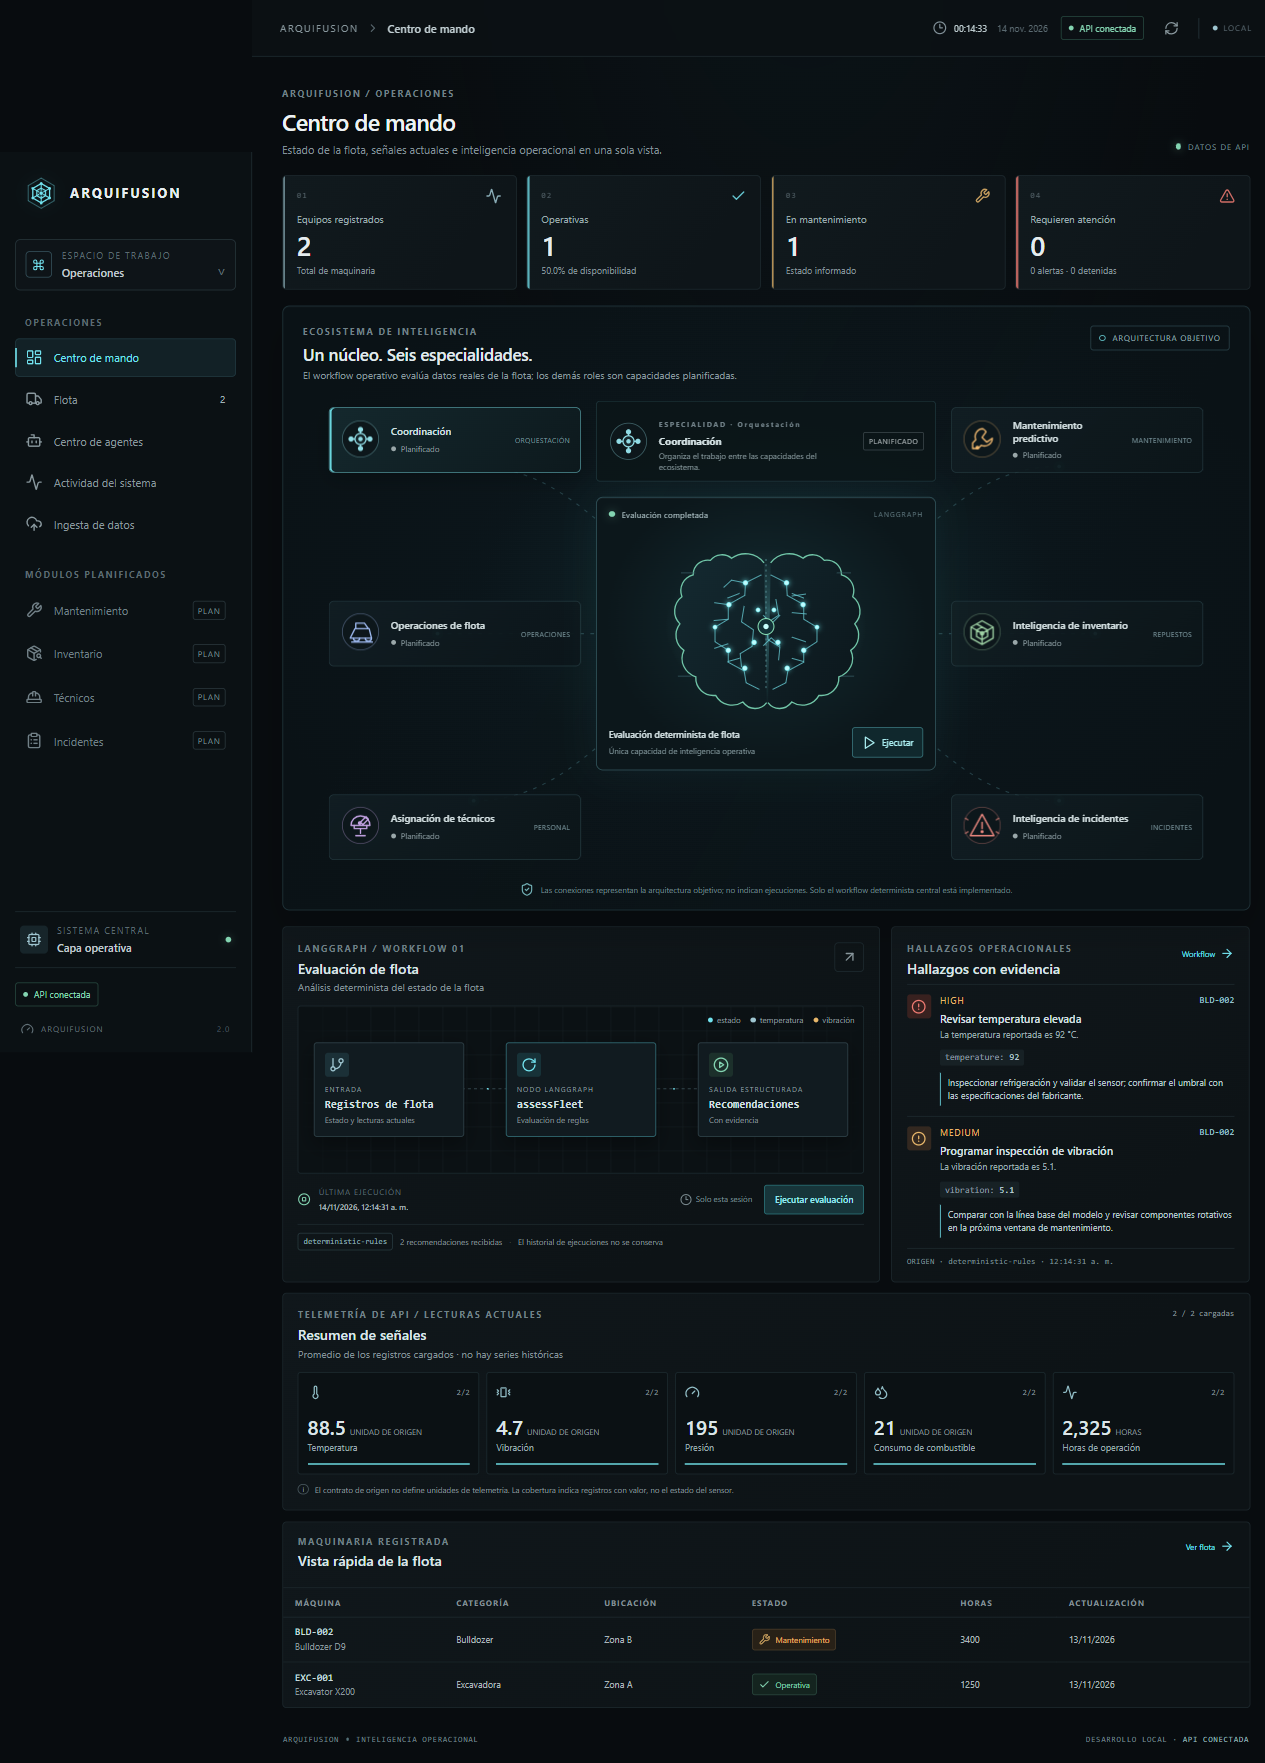 ARQUIFUSION > Centro de mando
00:14:33 14 nov. 2026 API conectada LOCAL
ARQUIFUSION
ESPACIO DE TRABAJO
Operaciones
OPERACIONES
Centro de mando
Flota 2
Centro de agentes
Actividad del sistema
Ingesta de datos
MÓDULOS PLANIFICADOS
Mantenimiento PLAN
Inventario PLAN
Técnicos PLAN
Incidentes PLAN
SISTEMA CENTRAL
Capa operativa
API conectada
ARQUIFUSION 2.0
ARQUIFUSION / OPERACIONES
Centro de mando
Estado de la flota, señales actuales e inteligencia operacional en una sola vista.
DATOS DE API
01
Equipos registrados
2
Total de maquinaria
02
Operativas
1
50.0% de disponibilidad
03
En mantenimiento
1
Estado informado
04
Requieren atención
0
0 alertas · 0 detenidas
ECOSISTEMA DE INTELIGENCIA
Un núcleo. Seis especialidades.
El workflow operativo evalúa datos reales de la flota; los demás roles son capacidades planificadas.
ARQUITECTURA OBJETIVO
Coordinación
Planificado
ORQUESTACIÓN
ESPECIALIDAD · Orquestación
Coordinación
Organiza el trabajo entre las capacidades del
ecosistema.
PLANIFICADO
Mantenimiento
predictivo
Planificado
MANTENIMIENTO
Evaluación completada
LANGGRAPH
Operaciones de flota
Planificado
OPERACIONES
Inteligencia de inventario
Planificado
REPUESTOS
Evaluación determinista de flota
Única capacidad de inteligencia operativa
Ejecutar
Asignación de técnicos
Planificado
PERSONAL
Inteligencia de incidentes
Planificado
INCIDENTES
Las conexiones representan la arquitectura objetivo; no indican ejecuciones. Solo el workflow determinista central está implementado.
LANGGRAPH / WORKFLOW 01
Evaluación de flota
Análisis determinista del estado de la flota
estado temperatura vibración
ENTRADA
Registros de flota
Estado y lecturas actuales
NODO LANGGRAPH
assessFleet
Evaluación de reglas
SALIDA ESTRUCTURADA
Recomendaciones
Con evidencia
ÚLTIMA EJECUCIÓN
14/11/2026, 12:14:31 a. m.
Solo esta sesión
Ejecutar evaluación
deterministic-rules 2 recomendaciones recibidas · El historial de ejecuciones no se conserva
HALLAZGOS OPERACIONALES
Hallazgos con evidencia
Workflow
HIGH BLD-002
Revisar temperatura elevada
La temperatura reportada es 92 °C.
temperature: 92
Inspeccionar refrigeración y validar el sensor; confirmar el umbral con
las especificaciones del fabricante.
MEDIUM BLD-002
Programar inspección de vibración
La vibración reportada es 5.1.
vibration: 5.1
Comparar con la línea base del modelo y revisar componentes rotativos
en la próxima ventana de mantenimiento.
ORIGEN · deterministic-rules · 12:14:31 a. m.
TELEMETRÍA DE API / LECTURAS ACTUALES
2 / 2 cargadas
Resumen de señales
Promedio de los registros cargados · no hay series históricas
2/2
88.5 UNIDAD DE ORIGEN
Temperatura
2/2
4.7 UNIDAD DE ORIGEN
Vibración
2/2
195 UNIDAD DE ORIGEN
Presión
2/2
21 UNIDAD DE ORIGEN
Consumo de combustible
2/2
2,325 HORAS
Horas de operación
El contrato de origen no define unidades de telemetría. La cobertura indica registros con valor, no el estado del sensor.
MAQUINARIA REGISTRADA
Vista rápida de la flota
Ver flota
MÁQUINA CATEGORÍA UBICACIÓN ESTADO HORAS ACTUALIZACIÓN
BLD-002
Bulldozer D9
Bulldozer Zona B Mantenimiento 3400 13/11/2026
EXC-001
Excavator X200
Excavadora Zona A Operativa 1250 13/11/2026
ARQUIFUSION • INTELIGENCIA OPERACIONAL
DESARROLLO LOCAL · API CONECTADA